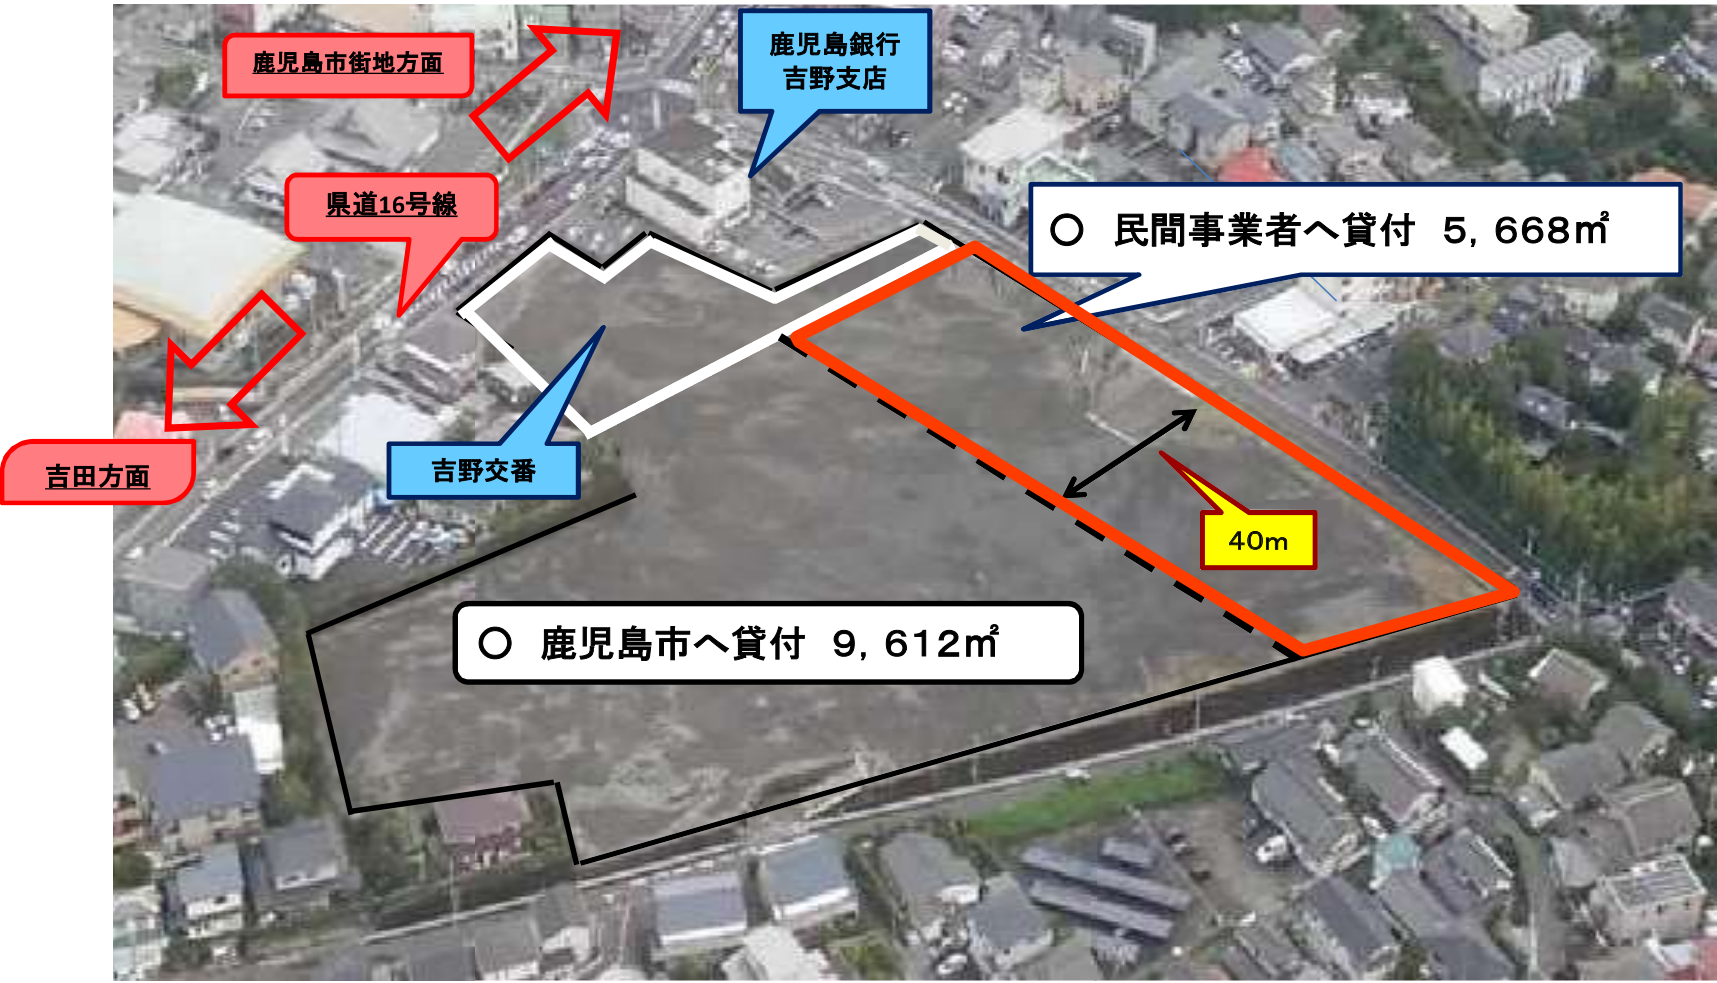 鹿児島市街地方面
鹿児島銀行
吉野支店
県道16号線
○　民間事業者へ貸付　5，668㎡
吉田方面
吉野交番
40m
○　鹿児島市へ貸付　9，612㎡